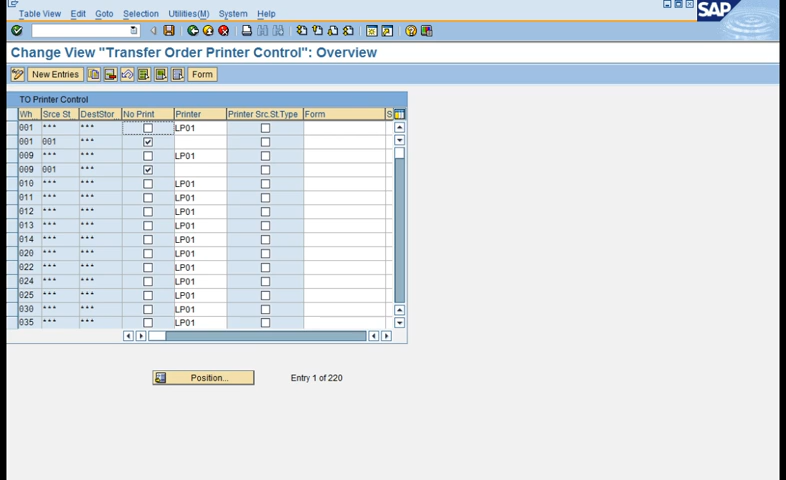 Table View Edit Goto Selection Utilities(M) System Help
SAP
Change View "Transfer Order Printer Control": Overview
New Entries Form
TO Printer Control
Wh... Srce St... DestStor... No Print Printer Printer Src.St.Type Form S
001 *** *** LP01
001 001 ***
009 *** *** LP01
009 001 ***
010 *** *** LP01
011 *** *** LP01
012 *** *** LP01
013 *** *** LP01
014 *** *** LP01
020 *** *** LP01
022 *** *** LP01
024 *** *** LP01
025 *** *** LP01
030 *** *** LP01
035 *** *** LP01
Position... Entry 1 of 220